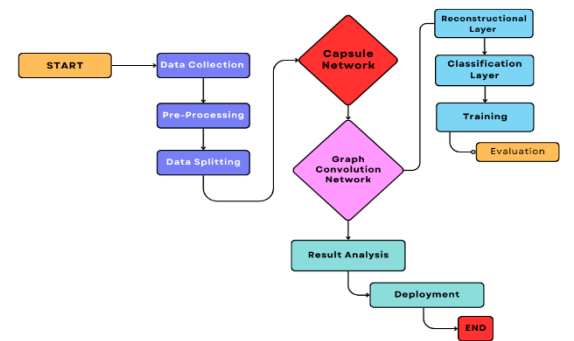 START
Data Collection
Pre-Processing
Data Splitting
Capsule
Network
Graph
Convolution
Network
Reconstructional
Layer
Classification
Layer
Training
Evaluation
Result Analysis
Deployment
END